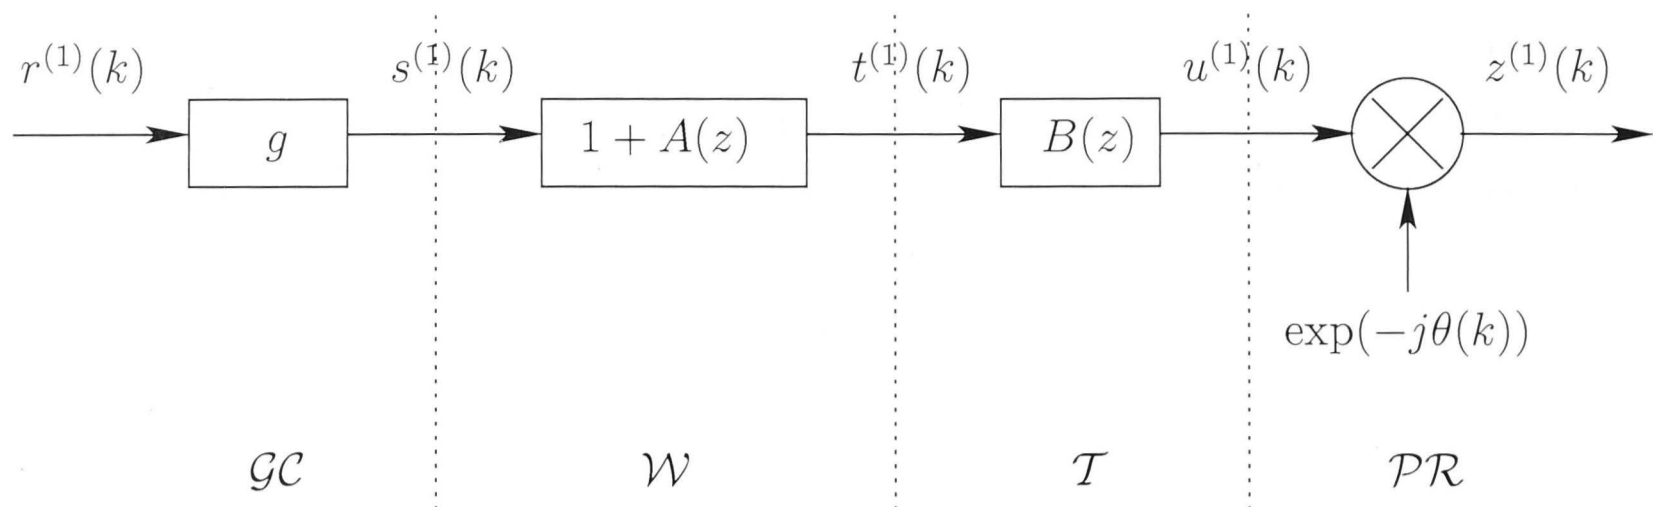 r^{(1)}(k) s^{(1)}(k) t^{(1)}(k) u^{(1)}(k) z^{(1)}(k)
g 1 + A(z) B(z)
exp(−jθ(k))
𝒢𝒞 𝒲 𝒯 𝒫ℛ